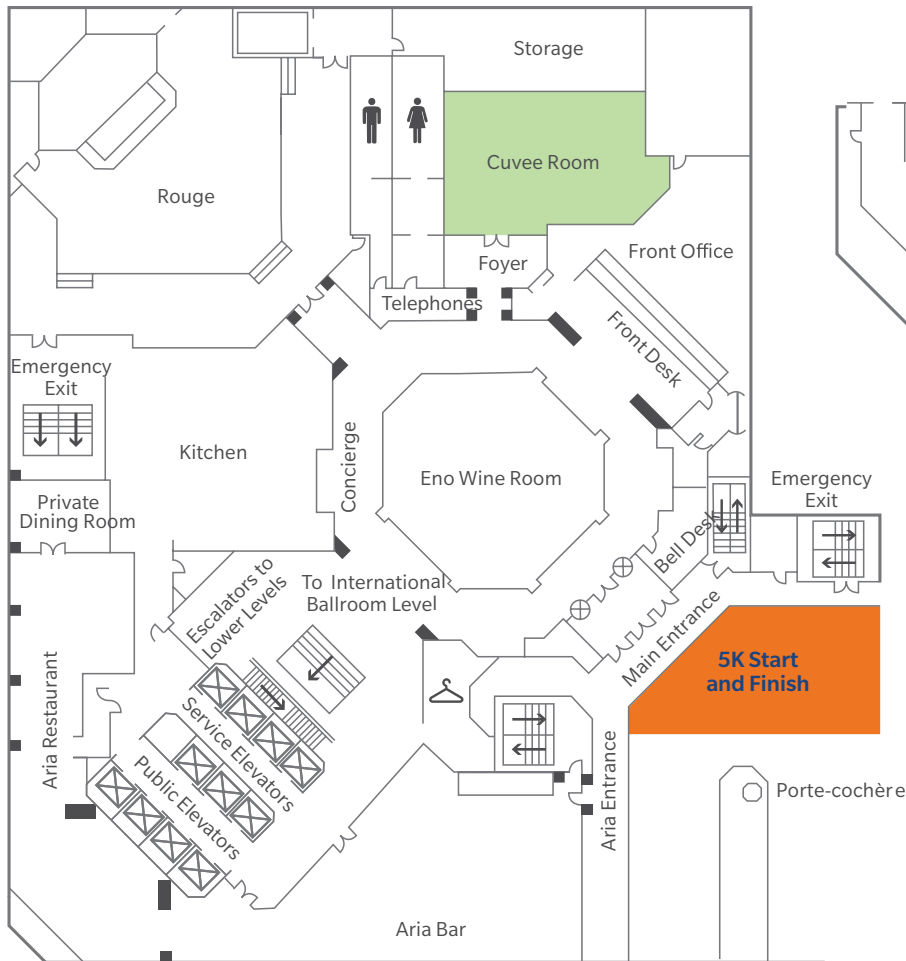 Storage
Cuvee Room
Rouge
Front Office
Foyer
Telephones
Front Desk
Emergency
Exit
Kitchen
Concierge
Eno Wine Room
Emergency
Exit
Private
Dining Room
Bell Desk
Escalators to
Lower Levels
To International
Ballroom Level
Main Entrance
5K Start
and Finish
Aria Restaurant
Service Elevators
Public Elevators
Aria Entrance
Porte-cochère
Aria Bar